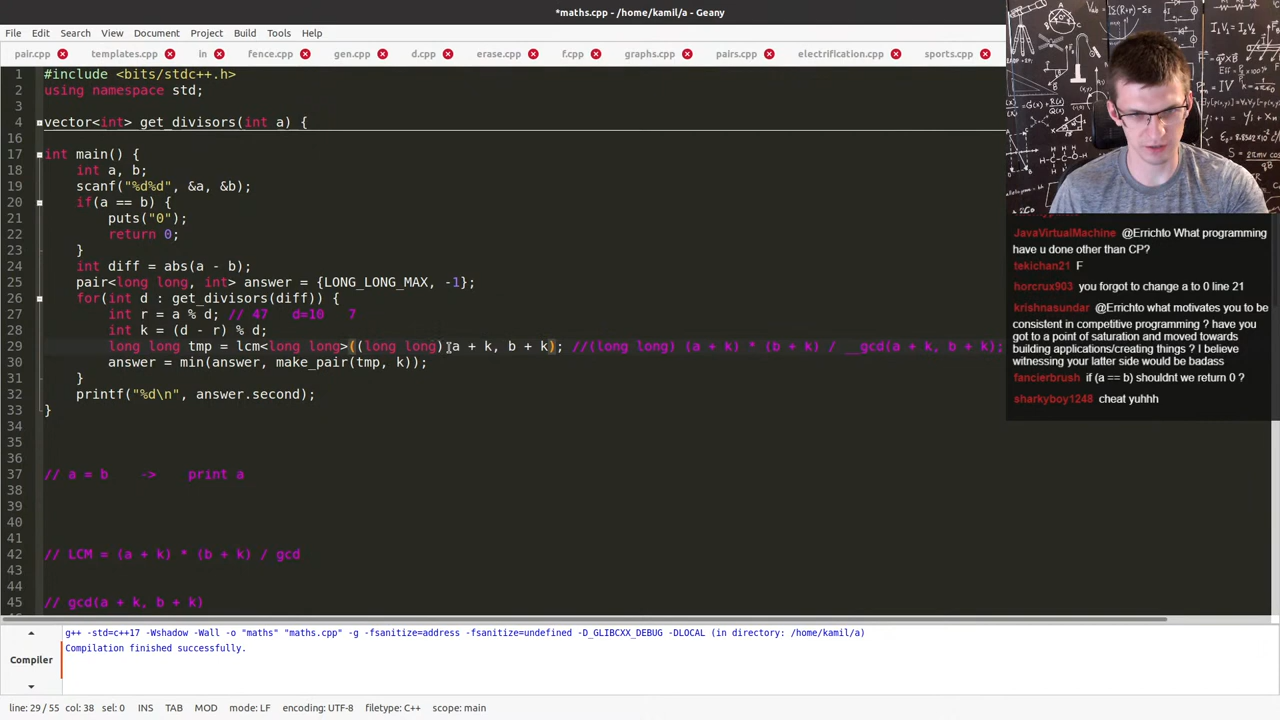 *maths.cpp - /home/kamil/a - Geany
File Edit Search View Document Project Build Tools Help
pair.cpp templates.cpp in fence.cpp gen.cpp d.cpp erase.cpp f.cpp graphs.cpp pairs.cpp electrification.cpp sports.cpp
1 #include <bits/stdc++.h>
2 using namespace std;
3
4 vector<int> get_divisors(int a) {
16
17 int main() {
18 int a, b;
19 scanf("%d%d", &a, &b);
20 if(a == b) {
21 puts("0");
22 return 0;
23 }
24 int diff = abs(a - b);
25 pair<long long, int> answer = {LONG_LONG_MAX, -1};
26 for(int d : get_divisors(diff)) {
27 int r = a % d; // 47 d=10 7
28 int k = (d - r) % d;
29 long long tmp = lcm<long long>((long long) a + k, b + k); //(long long) (a + k) * (b + k) / __gcd(a + k, b + k);
30 answer = min(answer, make_pair(tmp, k));
31 }
32 printf("%d\n", answer.second);
33 }
34
35
36
37 // a = b -> print a
38
39
40
41
42 // LCM = (a + k) * (b + k) / gcd
43
44
45 // gcd(a + k, b + k)
JavaVirtualMachine @Errichto What programming
have u done other than CP?
tekichan21 F
horcrux903 you forgot to change a to 0 line 21
krishnasundar @Errichto what motivates you to be
consistent in competitive programming ? have you
got to a point of saturation and moved towards
building applications/creating things ? I believe
witnessing your latter side would be badass
fancierbrush if (a == b) shouldnt we return 0 ?
sharkyboy1248 cheat yuhhh
Compiler
g++ -std=c++17 -Wshadow -Wall -o "maths" "maths.cpp" -g -fsanitize=address -fsanitize=undefined -D_GLIBCXX_DEBUG -DLOCAL (in directory: /home/kamil/a)
Compilation finished successfully.
line: 29 / 55 col: 38 sel: 0 INS TAB MOD mode: LF encoding: UTF-8 filetype: C++ scope: main